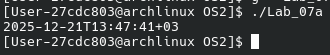 [User-27cdc803@archlinux OS2]$ ./Lab_07a
2025-12-21T13:47:41+03
[User-27cdc803@archlinux OS2]$